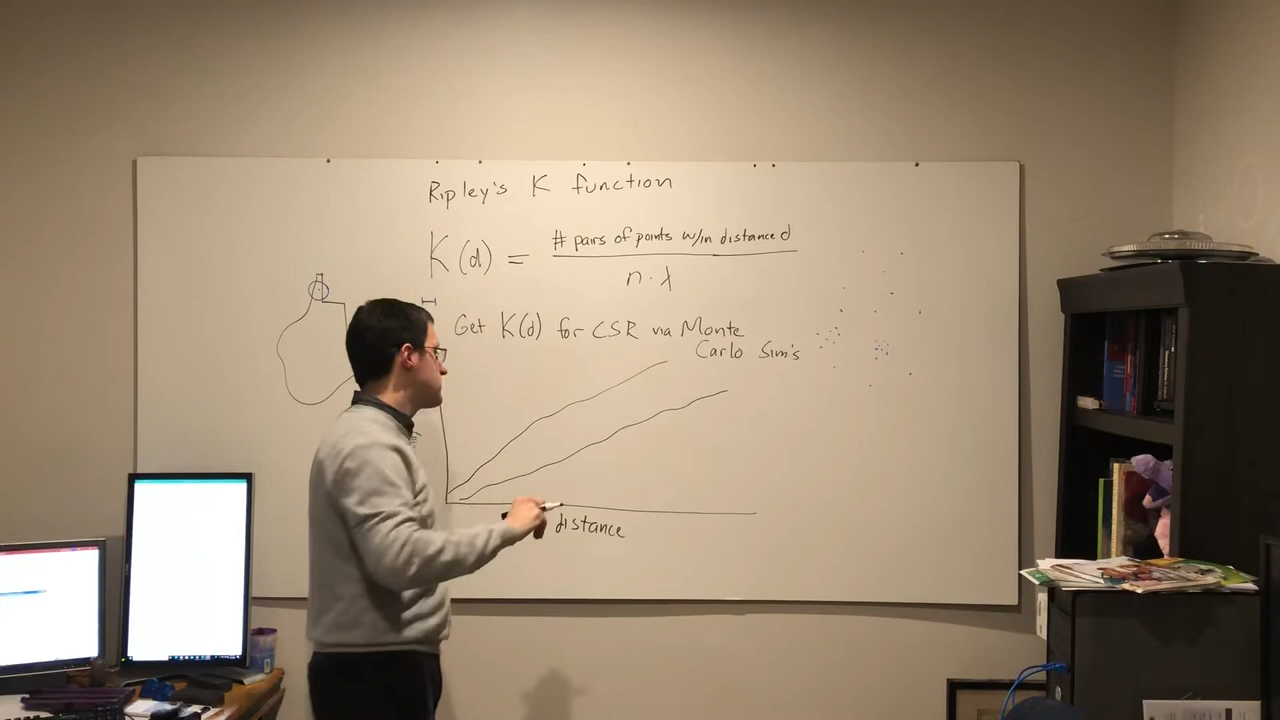 Ripley's K function
K(d) = # pairs of points w/in distance d
n · λ
Get K(d) for CSR via Monte
Carlo Sim's
distance